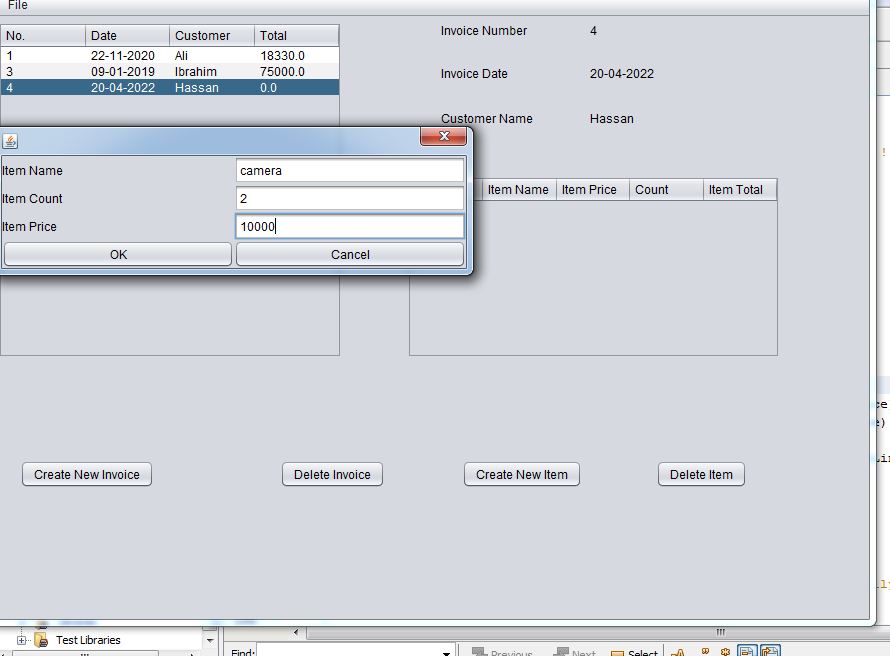 File
No. Date Customer Total
1 22-11-2020 Ali 18330.0
3 09-01-2019 Ibrahim 75000.0
4 20-04-2022 Hassan 0.0
Invoice Number 4
Invoice Date 20-04-2022
Customer Name Hassan
Item Name camera
Item Count 2
Item Price 10000
OK Cancel
Item Name Item Price Count Item Total
Create New Invoice Delete Invoice Create New Item Delete Item
Test Libraries
Find: Previous Next Select